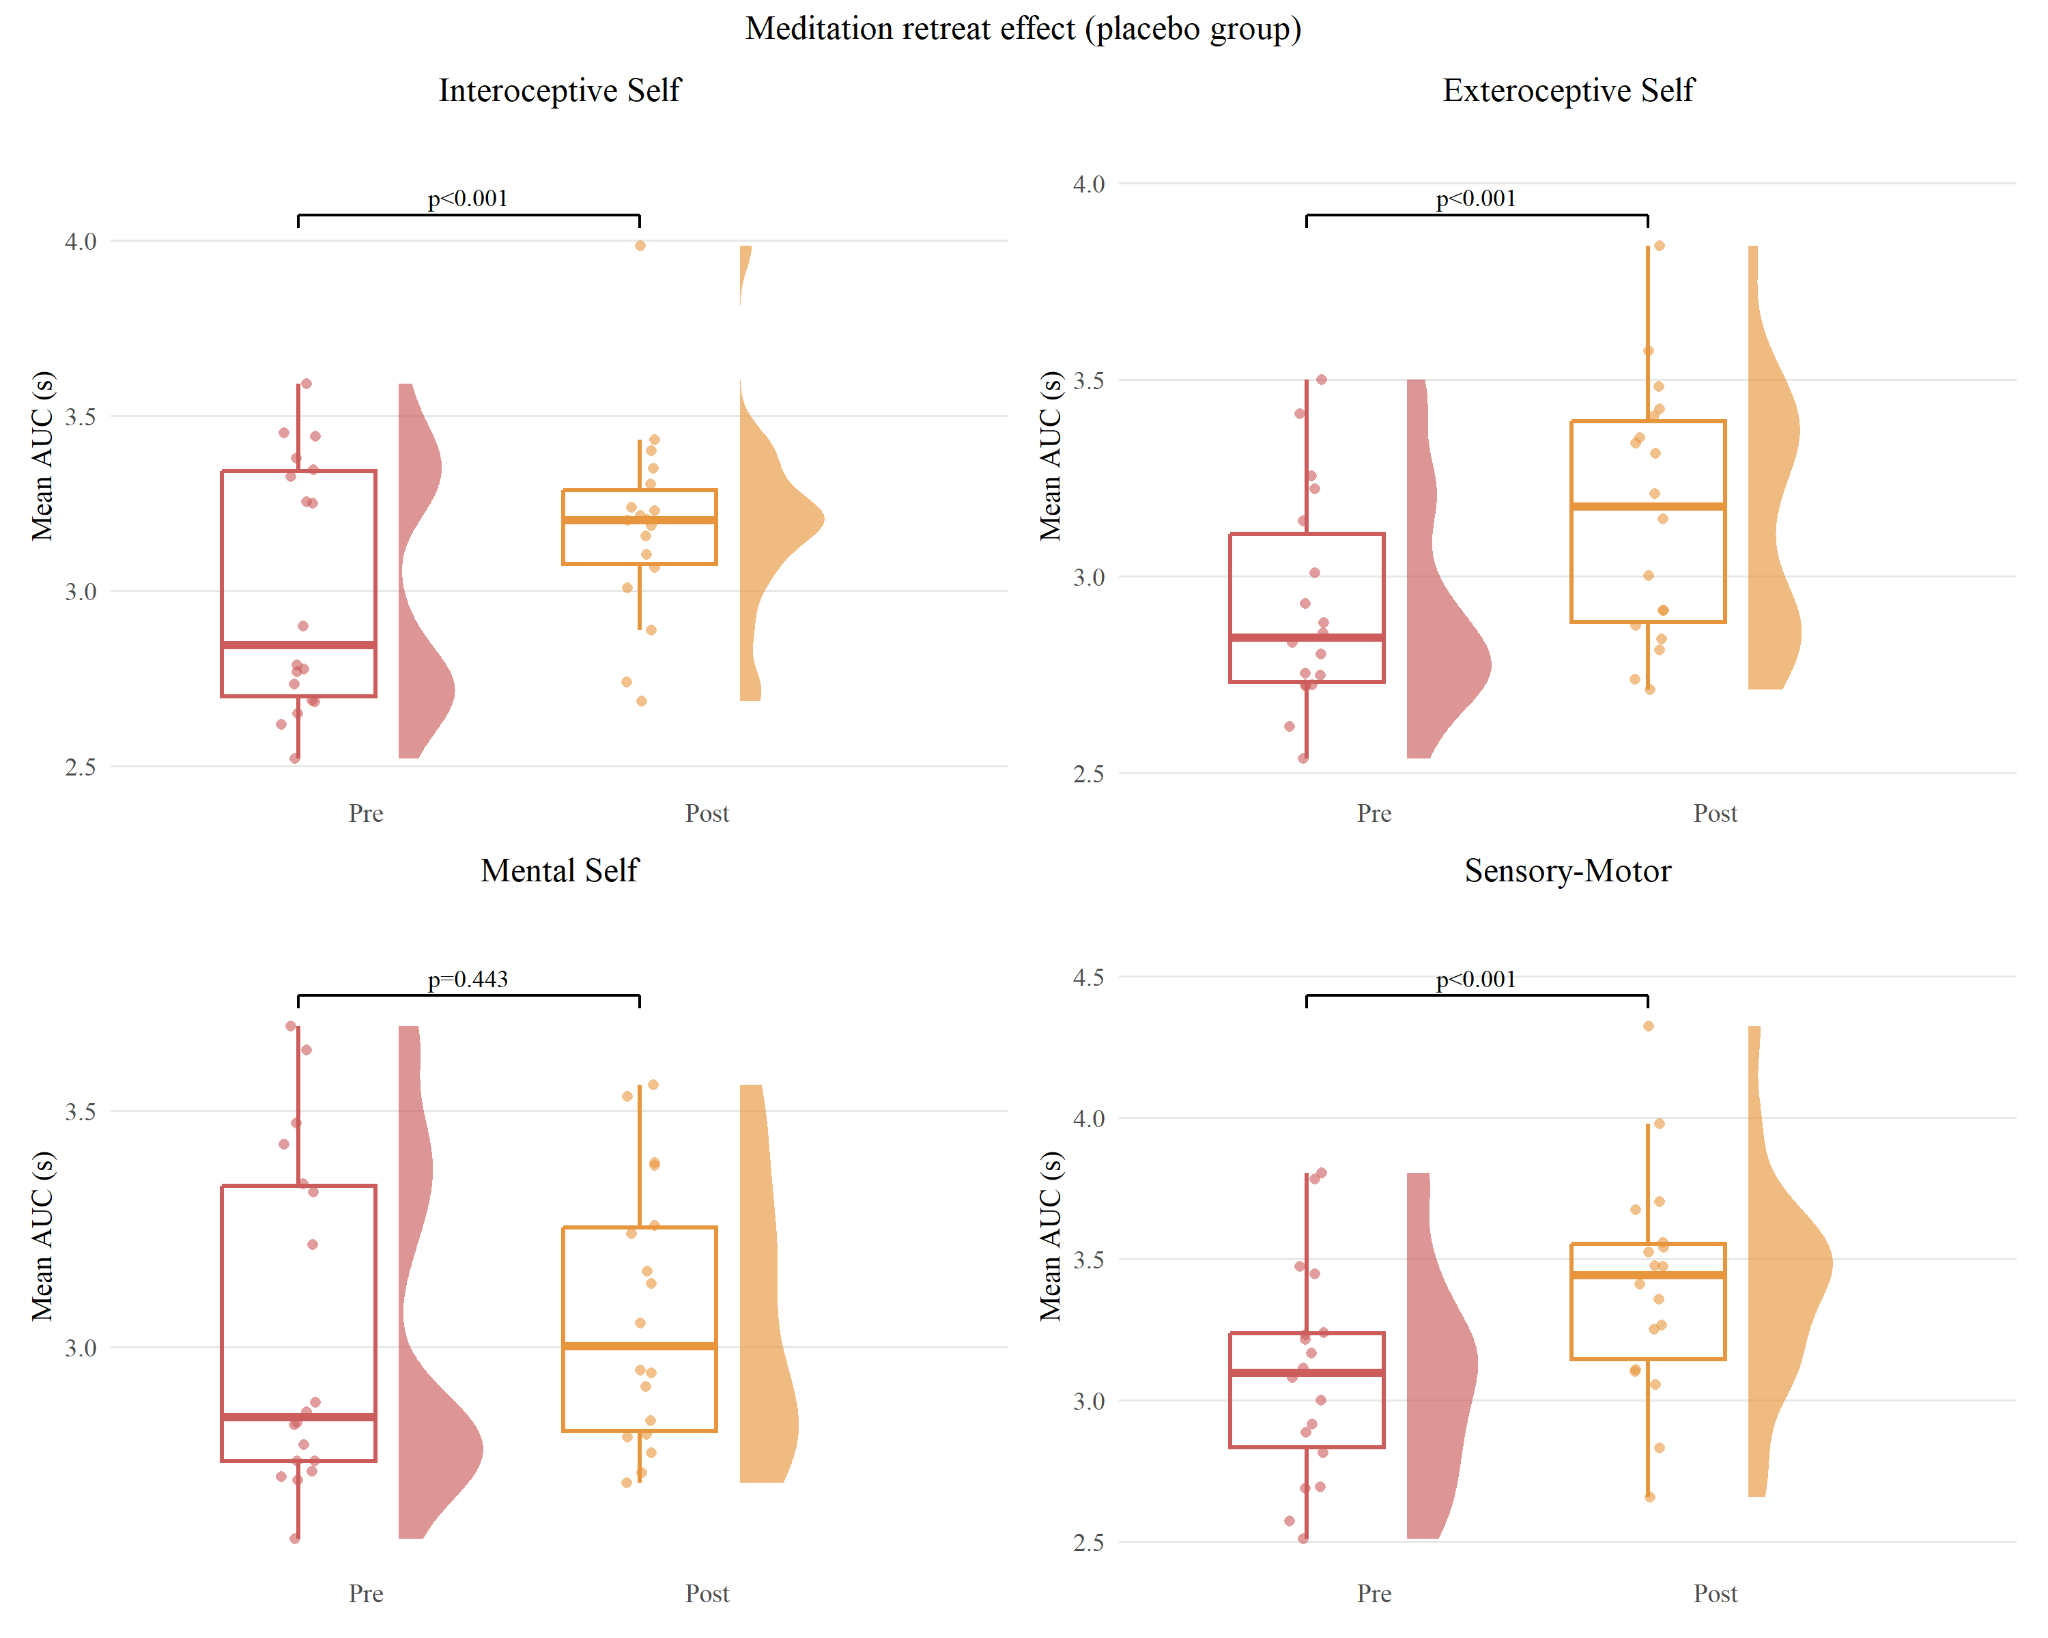 Meditation retreat effect (placebo group)
Interoceptive Self
Exteroceptive Self
p<0.001
4.0
3.5
3.0
2.5
Mean AUC (s)
Pre
Post
4.0
p<0.001
3.5
3.0
2.5
Mean AUC (s)
Pre
Post
Mental Self
Sensory-Motor
p=0.443
3.5
3.0
Mean AUC (s)
Pre
Post
4.5
p<0.001
4.0
3.5
3.0
2.5
Mean AUC (s)
Pre
Post